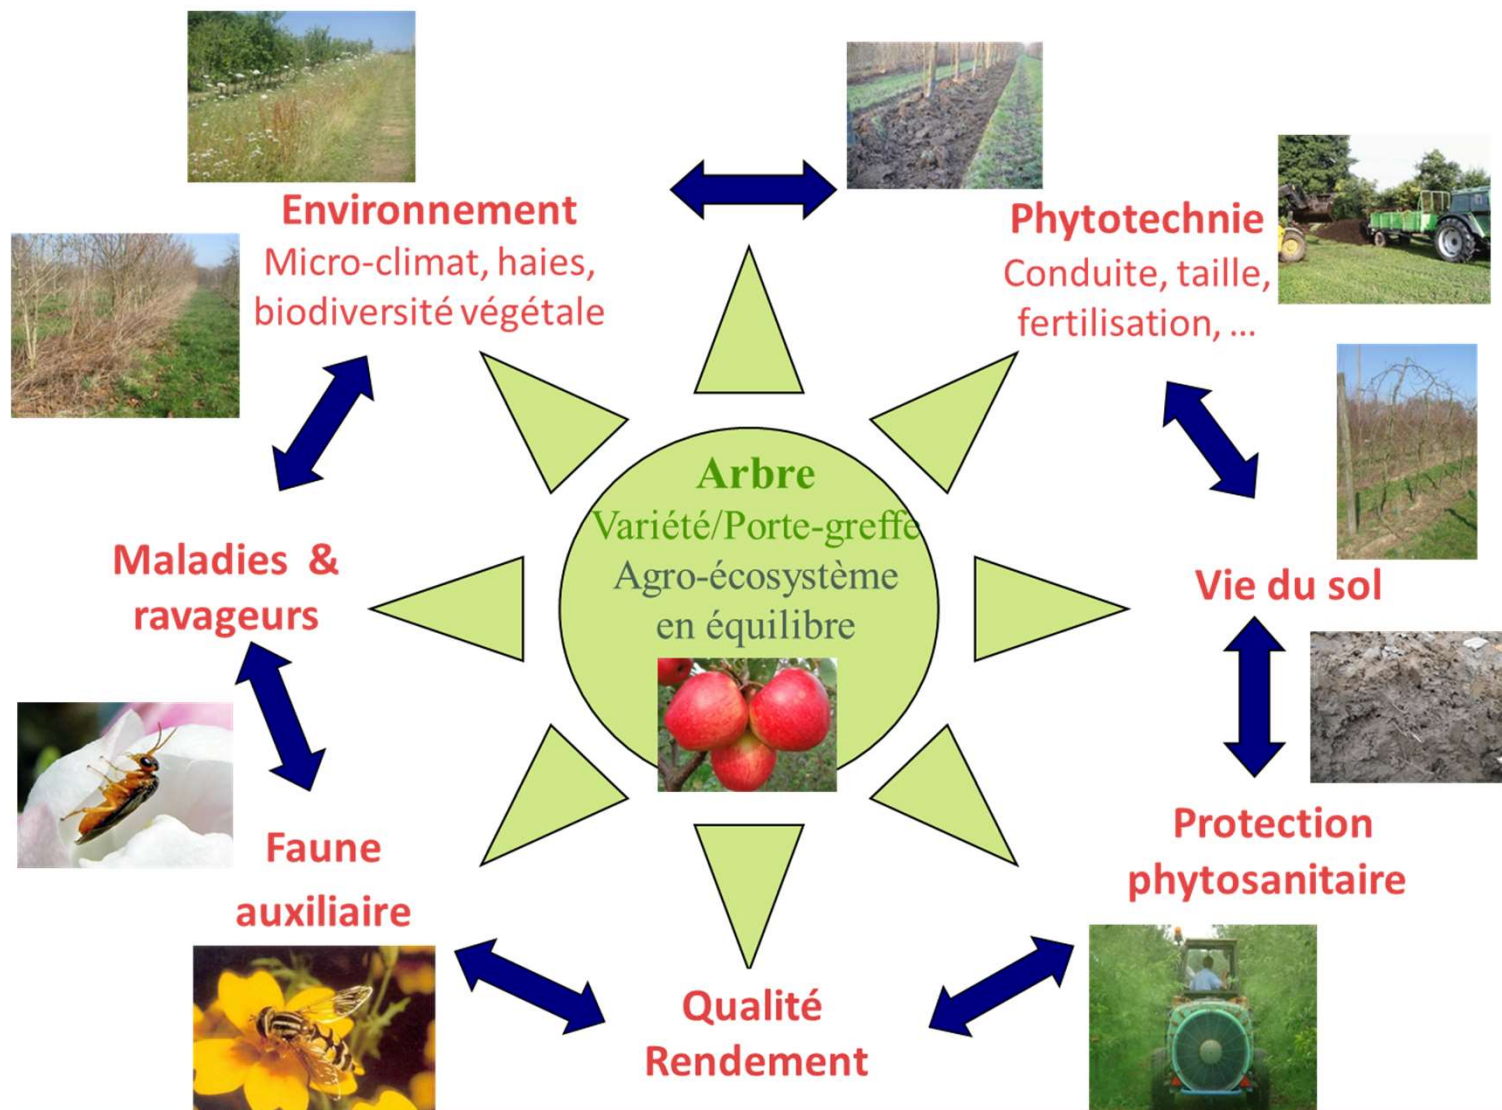 Environnement
Micro-climat, haies,
biodiversité végétale
Phytotechnie
Conduite, taille,
fertilisation, ...
Arbre
Variété/Porte-greffe
Agro-écosystème
en équilibre
Maladies &
ravageurs
Vie du sol
Faune
auxiliaire
Protection
phytosanitaire
Qualité
Rendement